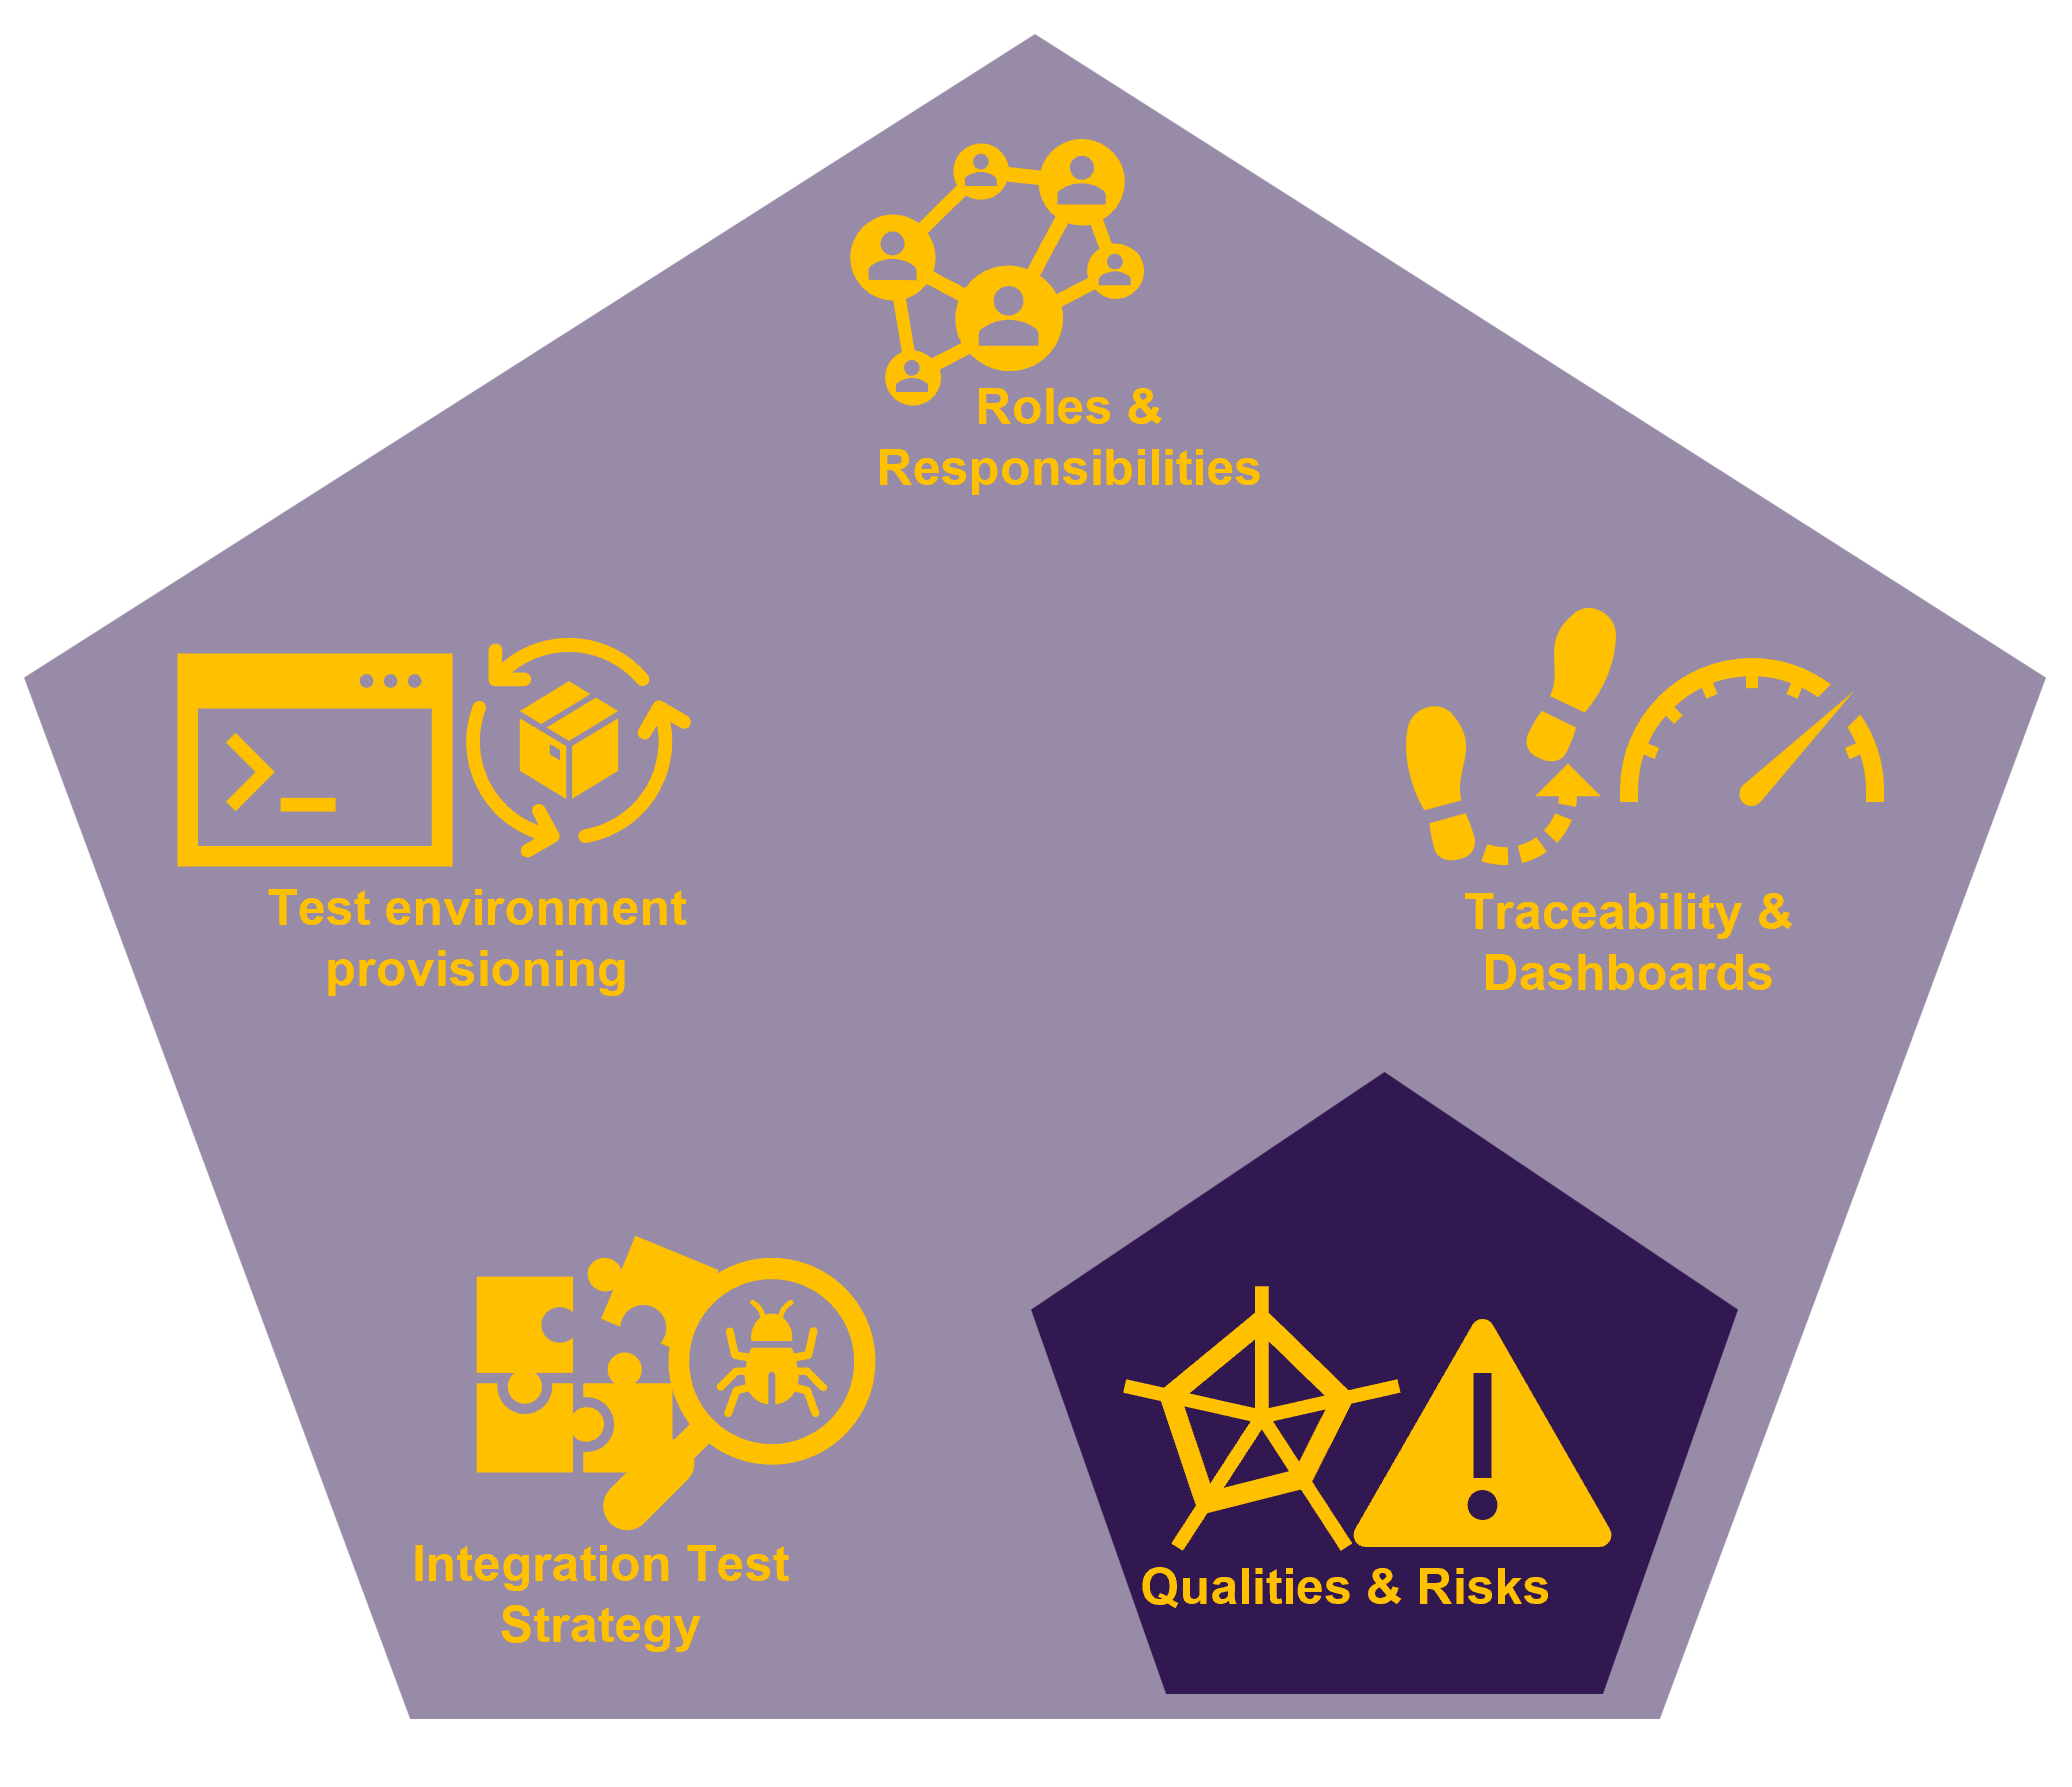 Roles &
Responsibilities
Test environment
provisioning
Traceability &
Dashboards
Integration Test
Strategy
Qualities & Risks